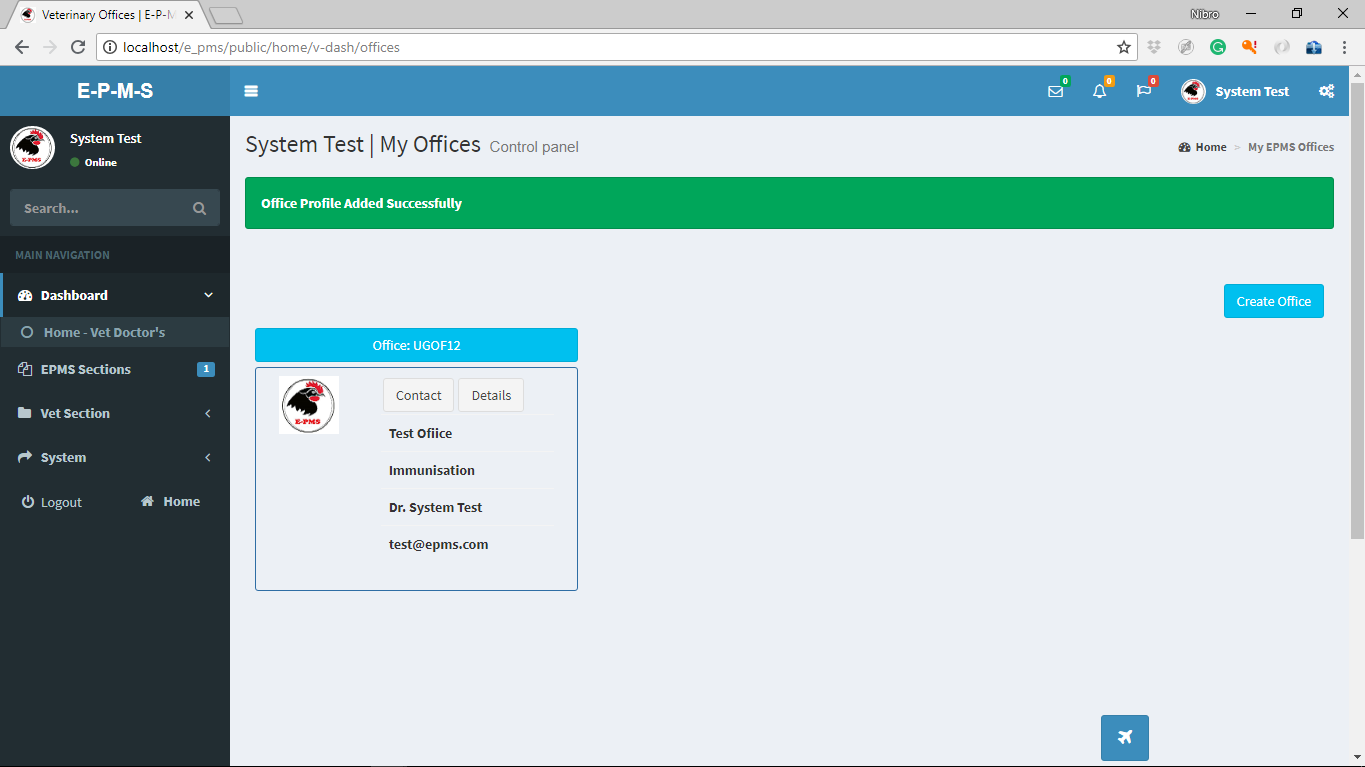 Veterinary Offices | E-P-M
Nibro
localhost/e_pms/public/home/v-dash/offices
E-P-M-S
0
0
0
System Test
System Test
Online
E-PMS
Search...
MAIN NAVIGATION
Dashboard
Home - Vet Doctor's
EPMS Sections
1
Vet Section
System
Logout
Home
System Test | My Offices Control panel
Home > My EPMS Offices
Office Profile Added Successfully
Create Office
Office: UGOF12
E-PMS
Contact
Details
Test Ofiice
Immunisation
Dr. System Test
test@epms.com